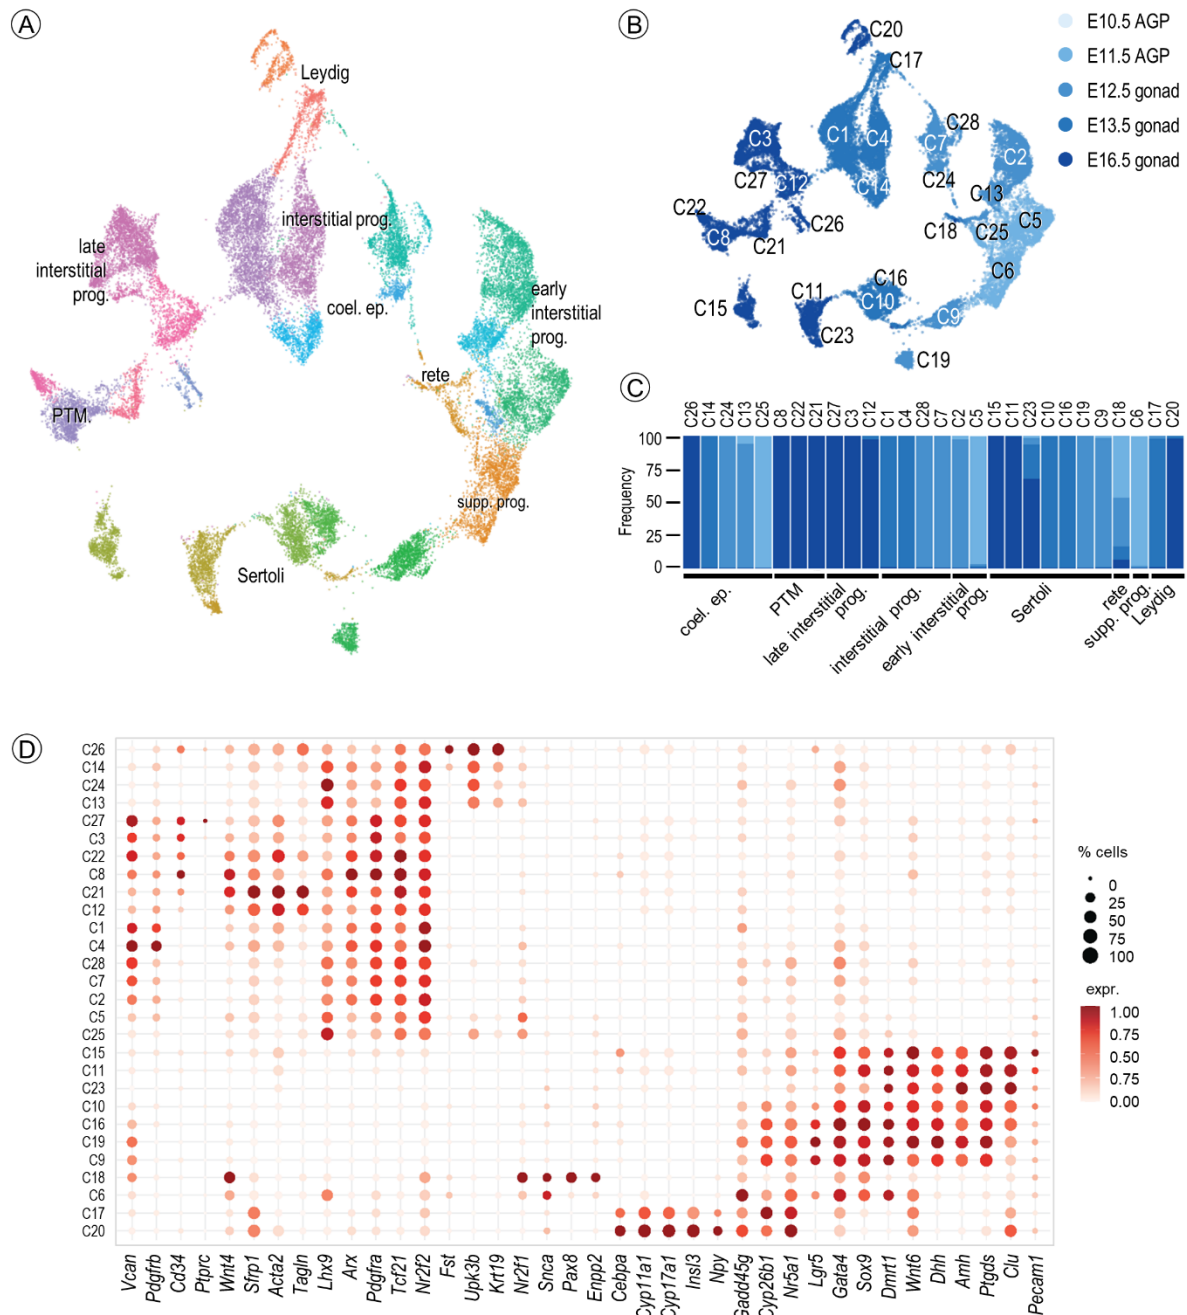 A
Leydig
interstitial prog.
late
interstitial
prog.
coel. ep.
early
interstitial
prog.
rete
PTM.
supp. prog.
Sertoli
B
E10.5 AGP
E11.5 AGP
E12.5 gonad
E13.5 gonad
E16.5 gonad
C20
C17
C28
C3
C1
C4
C7
C2
C27
C12
C14
C24
C13
C22
C26
C18
C25
C5
C8
C21
C6
C16
C15
C11
C10
C9
C23
C19
C
C26 C14 C24 C13 C25 C8 C22 C21 C27 C3 C12 C1 C4 C28 C7 C2 C5 C15 C11 C23 C10 C16 C19 C9 C18 C6 C17 C20
Frequency
100
75
50
25
0
coel. ep.
PTM
late interstitial
prog.
interstitial prog.
early interstitial
prog.
Sertoli
rete
supp. prog.
Leydig
D
C26
C14
C24
C13
C27
C3
C22
C8
C21
C12
C1
C4
C28
C7
C2
C5
C25
C15
C11
C23
C10
C16
C19
C9
C18
C6
C17
C20
Vcan Pdgfrb Cd34 Ptprc Wnt4 Sfrp1 Acta2 Tagln Lhx9 Arx Pdgfra Tcf21 Nr2f2 Fst Upk3b Krt19 Nr2f1 Snca Pax8 Enpp2 Cebpa Cyp11a1 Cyp17a1 Insl3 Npy Gadd45g Cyp26b1 Nr5a1 Lgr5 Gata4 Sox9 Dmrt1 Wnt6 Dhh Amh Ptgds Clu Pecam1
% cells
0
25
50
75
100
expr.
1.00
0.75
0.50
0.75
0.00